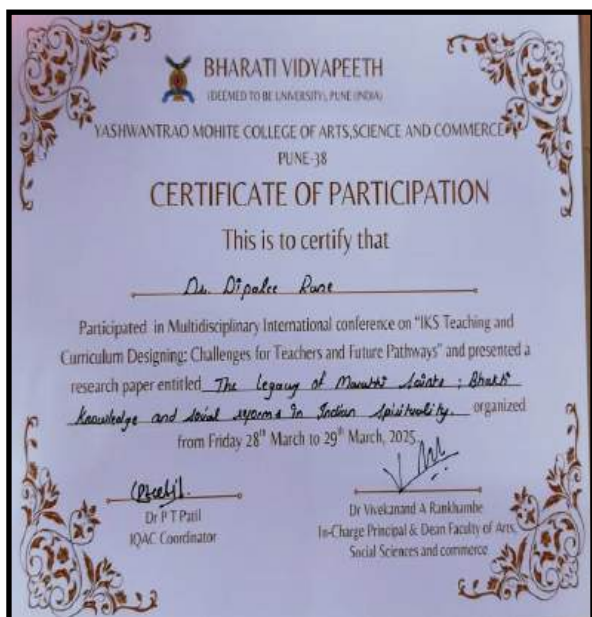 BHARATI VIDYAPEETH
(DEEMED TO BE UNIVERSITY), PUNE (INDIA)
YASHWANTRAO MOHITE COLLEGE OF ARTS,SCIENCE AND COMMERCE
PUNE-38
CERTIFICATE OF PARTICIPATION
This is to certify that
Dr. Dipalee Rane
Participated in Multidisciplinary International conference on "IKS Teaching and
Curriculum Designing: Challenges for Teachers and Future Pathways" and presented a
research paper entitled The legacy of Marathi Saints ; Bhakti
Knowledge and social in Indian Spirituality. organized
from Friday 28th March to 29th March, 2025.
Dr P T Patil
IQAC Coordinator
Dr Vivekanand A Rankhambe
In-Charge Principal & Dean Faculty of Arts,
Social Sciences and commerce